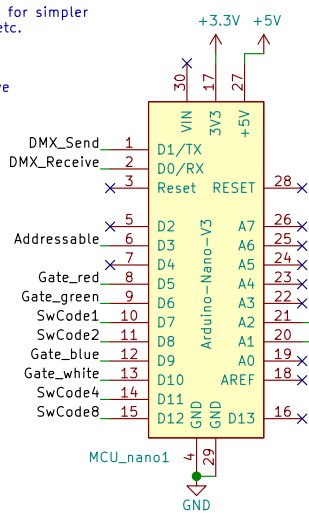 for simpler
etc.
ve
+3.3V
+5V
30
17
27
VIN
3V3
+5V
DMX_Send 1 D1/TX
DMX_Receive 2 D0/RX
3 Reset RESET 28
5 D2 A7 26
Addressable 6 D3 A6 25
7 D4 A5 24
Gate_red 8 D5 A4 23
Gate_green 9 D6 A3 22
SwCode1 10 D7 A2 21
SwCode2 11 D8 A1 20
Gate_blue 12 D9 A0 19
Gate_white 13 D10 AREF 18
SwCode4 14 D11
SwCode8 15 D12 D13 16
Arduino-Nano-V3
GND
GND
MCU_nano1
4
29
GND